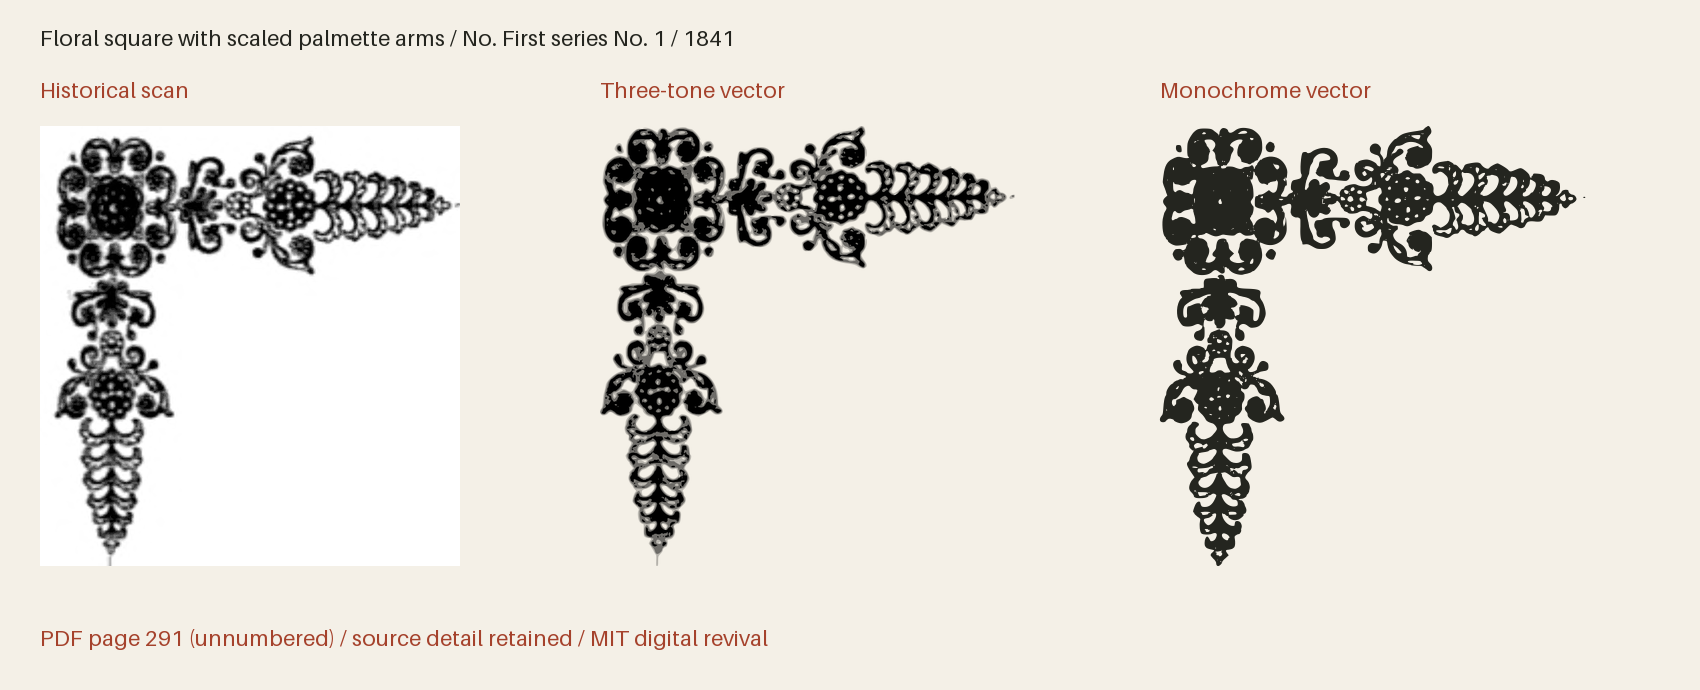 Floral square with scaled palmette arms / No. First series No. 1 / 1841
Historical scan
Three-tone vector
Monochrome vector
PDF page 291 (unnumbered) / source detail retained / MIT digital revival